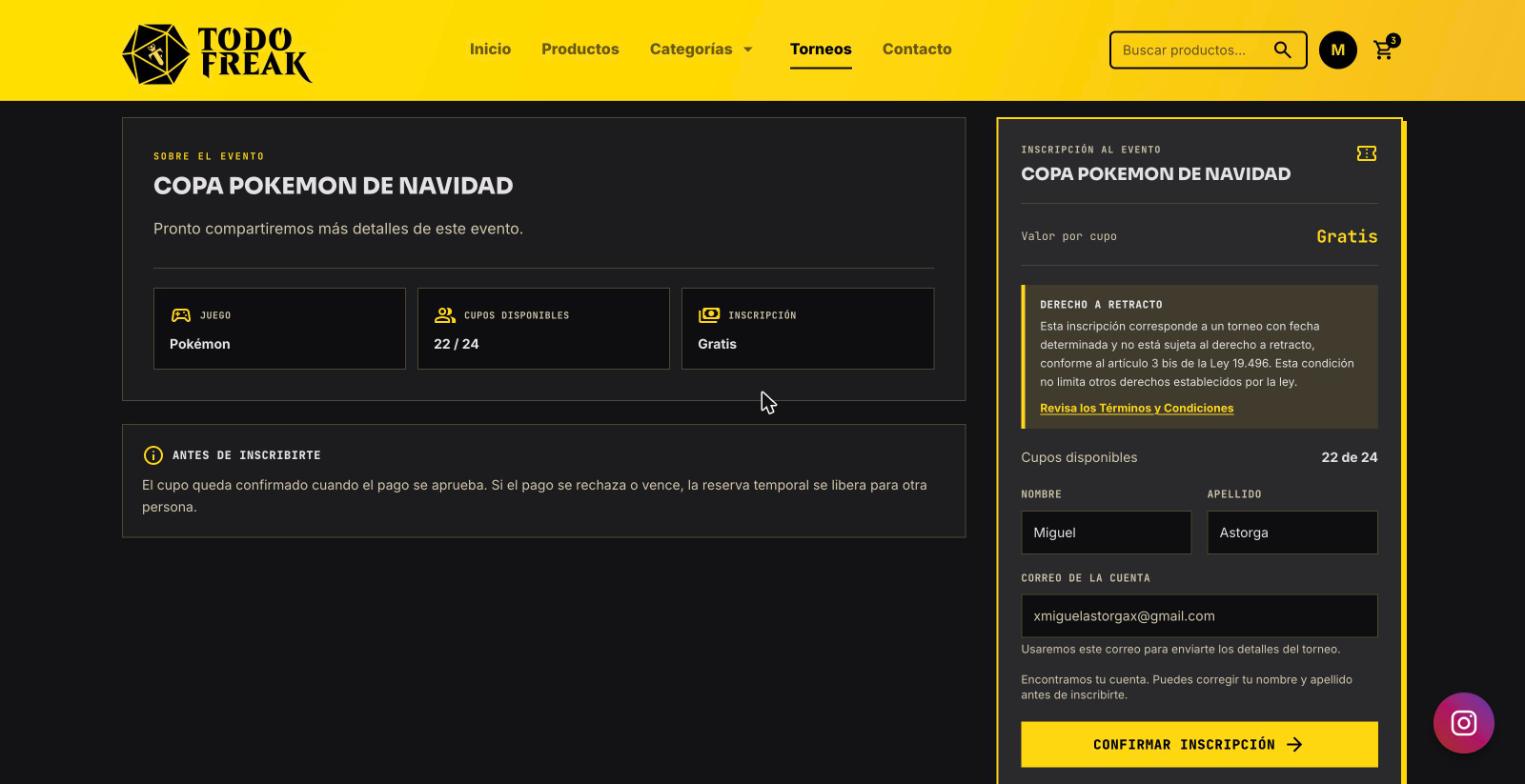 TODO
FREAK
Inicio
Productos
Categorías
Torneos
Contacto
Buscar productos...
M
3
SOBRE EL EVENTO
COPA POKEMON DE NAVIDAD
Pronto compartiremos más detalles de este evento.
JUEGO
Pokémon
CUPOS DISPONIBLES
22 / 24
INSCRIPCIÓN
Gratis
ANTES DE INSCRIBIRTE
El cupo queda confirmado cuando el pago se aprueba. Si el pago se rechaza o vence, la reserva temporal se libera para otra
persona.
INSCRIPCIÓN AL EVENTO
COPA POKEMON DE NAVIDAD
Valor por cupo
Gratis
DERECHO A RETRACTO
Esta inscripción corresponde a un torneo con fecha
determinada y no está sujeta al derecho a retracto,
conforme al artículo 3 bis de la Ley 19.496. Esta condición
no limita otros derechos establecidos por la ley.
Revisa los Términos y Condiciones
Cupos disponibles
22 de 24
NOMBRE
Miguel
APELLIDO
Astorga
CORREO DE LA CUENTA
xmiguelastorgax@gmail.com
Usaremos este correo para enviarte los detalles del torneo.
Encontramos tu cuenta. Puedes corregir tu nombre y apellido
antes de inscribirte.
CONFIRMAR INSCRIPCIÓN